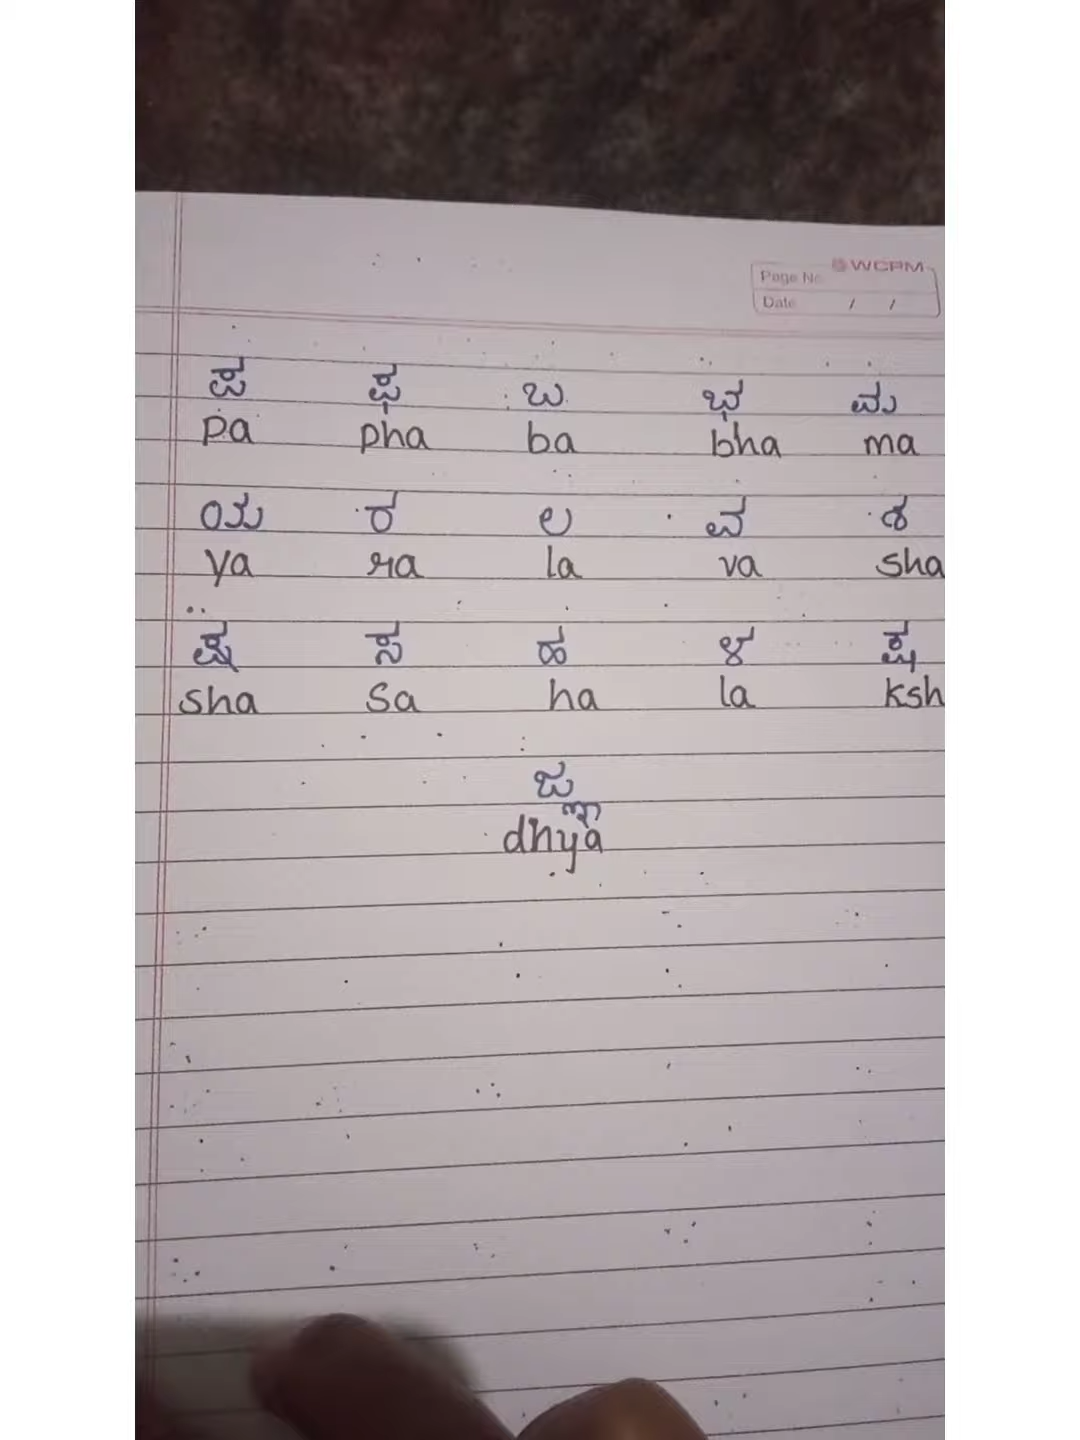 WCPM
Page No.
Date / /
ಪ ಫ ಬ ಭ ಮ
pa pha ba bha ma
ಯ ರ ಲ ವ ಶ
ya ra la va sha
ಷ ಸ ಹ ಳ ಕ್ಷ
sha sa ha la ksh
ಜ್ಞ
dhya